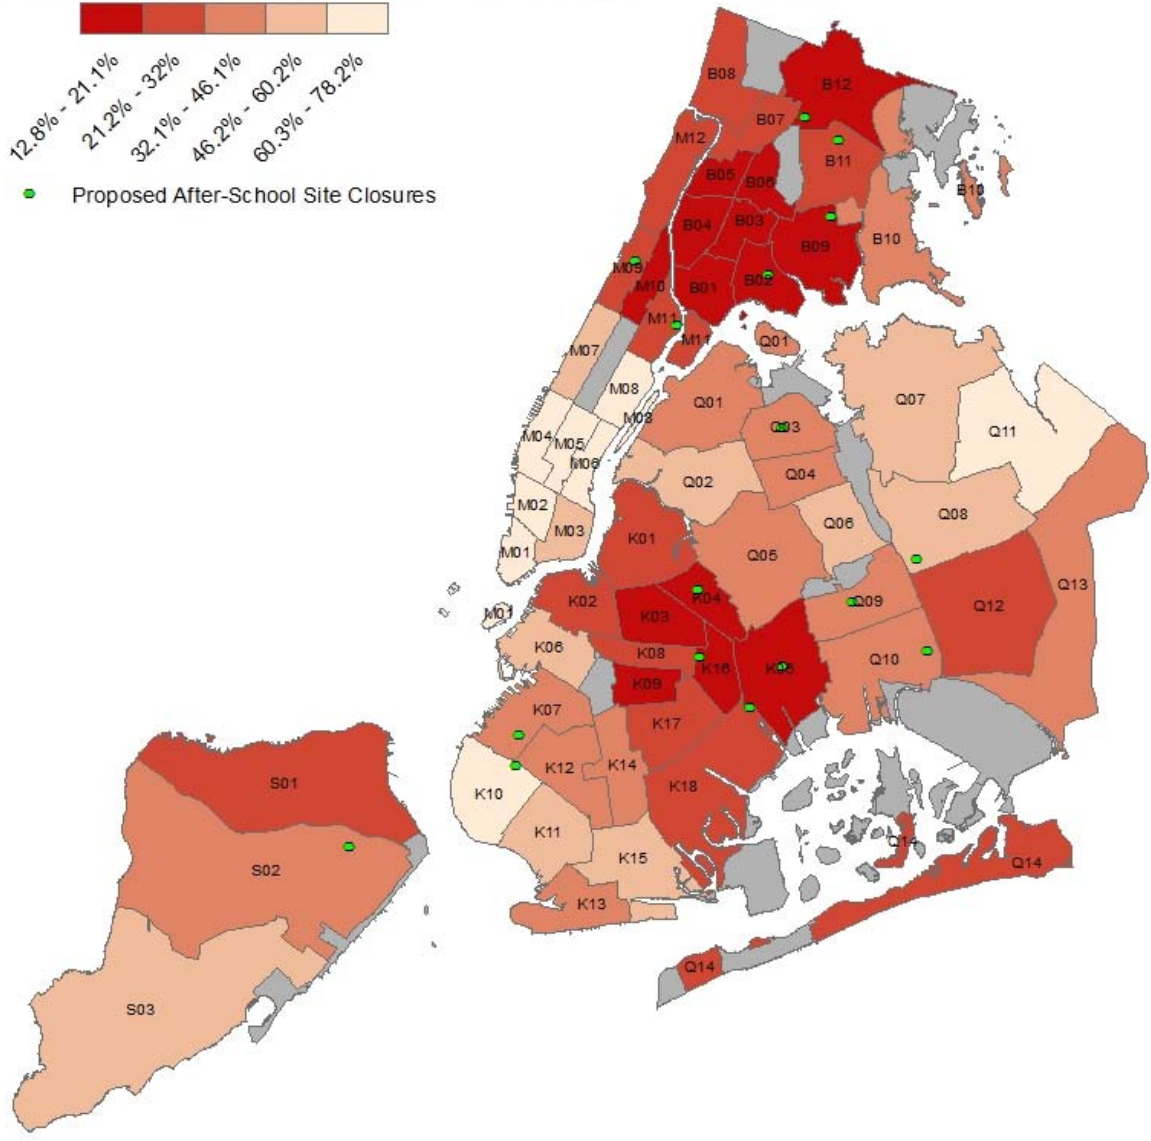 12.8% - 21.1%
21.2% - 32%
32.1% - 46.1%
46.2% - 60.2%
60.3% - 78.2%
Proposed After-School Site Closures
B08
B12
B07
M12
B11
B05
B06
B10
B04
B03
B09
B10
M09
M10
B01
B02
M11
M11
Q01
M07
M08
Q01
Q07
M08
Q03
Q11
M04
M05
M06
Q04
Q02
M02
M03
Q06
Q08
M01
K01
Q05
Q13
K02
K04
Q09
Q12
M01
K03
K06
K08
K16
K05
Q10
K09
K07
K17
K12
K14
S01
K10
K18
K11
K15
Q14
Q14
S02
K13
Q14
S03